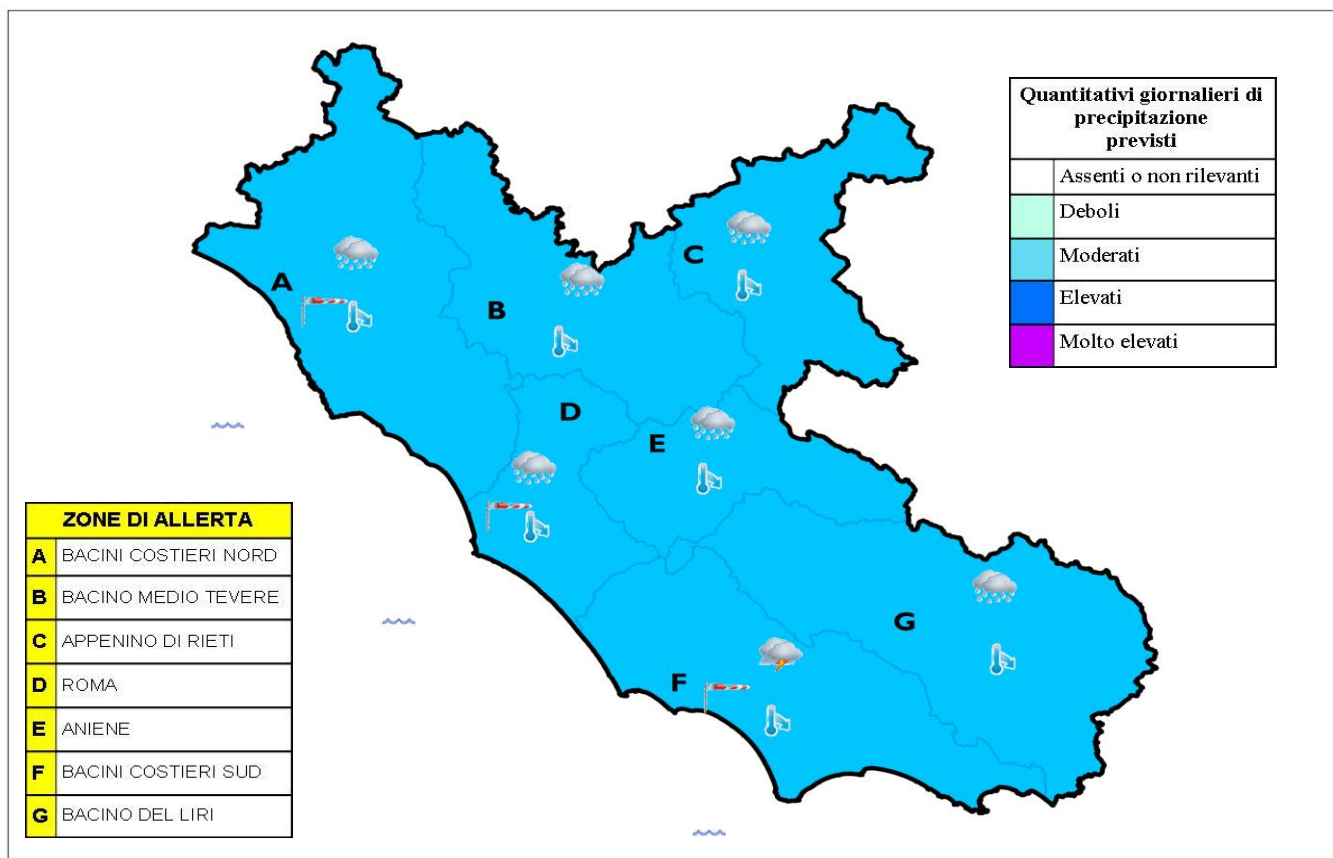 Quantitativi giornalieri di
precipitazione
previsti
Assenti o non rilevanti
Deboli
Moderati
Elevati
Molto elevati
A
B
C
D
E
F
G
ZONE DI ALLERTA
A BACINI COSTIERI NORD
B BACINO MEDIO TEVERE
C APPENINO DI RIETI
D ROMA
E ANIENE
F BACINI COSTIERI SUD
G BACINO DEL LIRI